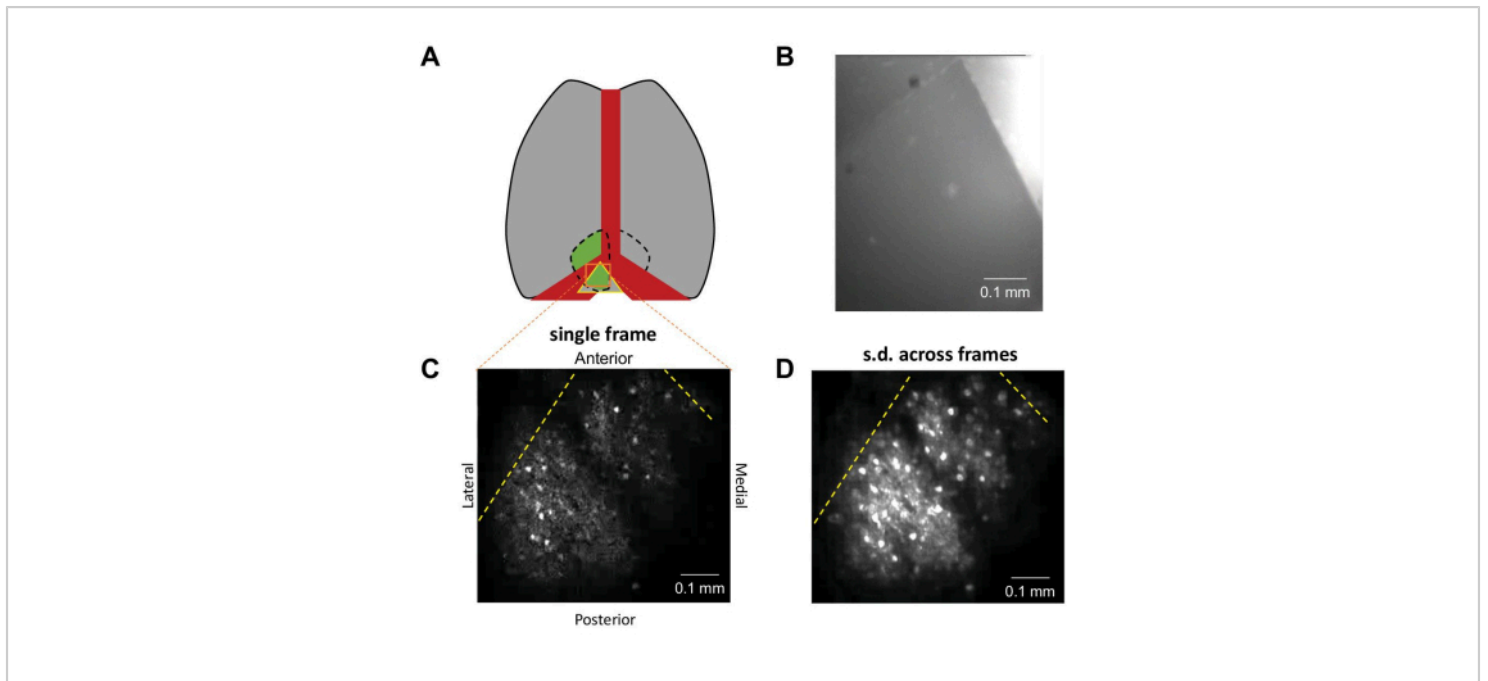 A
B
0.1 mm
single frame
Anterior
C
Lateral
Medial
0.1 mm
Posterior
s.d. across frames
D
0.1 mm